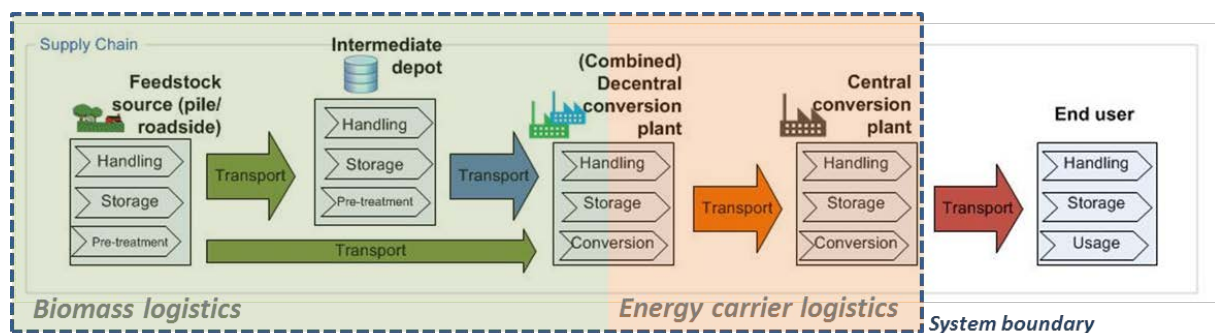 Supply Chain
Feedstock
source (pile/
roadside)
Handling
Storage
Pre-treatment
Transport
Transport
Intermediate
depot
Handling
Storage
Pre-treatment
Transport
(Combined)
Decentral
conversion
plant
Handling
Storage
Conversion
Transport
Central
conversion
plant
Handling
Storage
Conversion
Transport
End user
Handling
Storage
Usage
Biomass logistics
Energy carrier logistics
System boundary